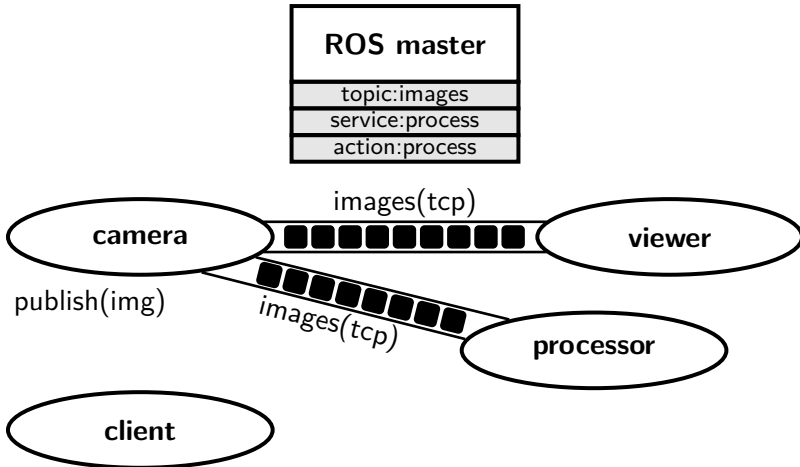 ROS master
topic:images
service:process
action:process
images(tcp)
camera
viewer
publish(img)
images(tcp)
processor
client